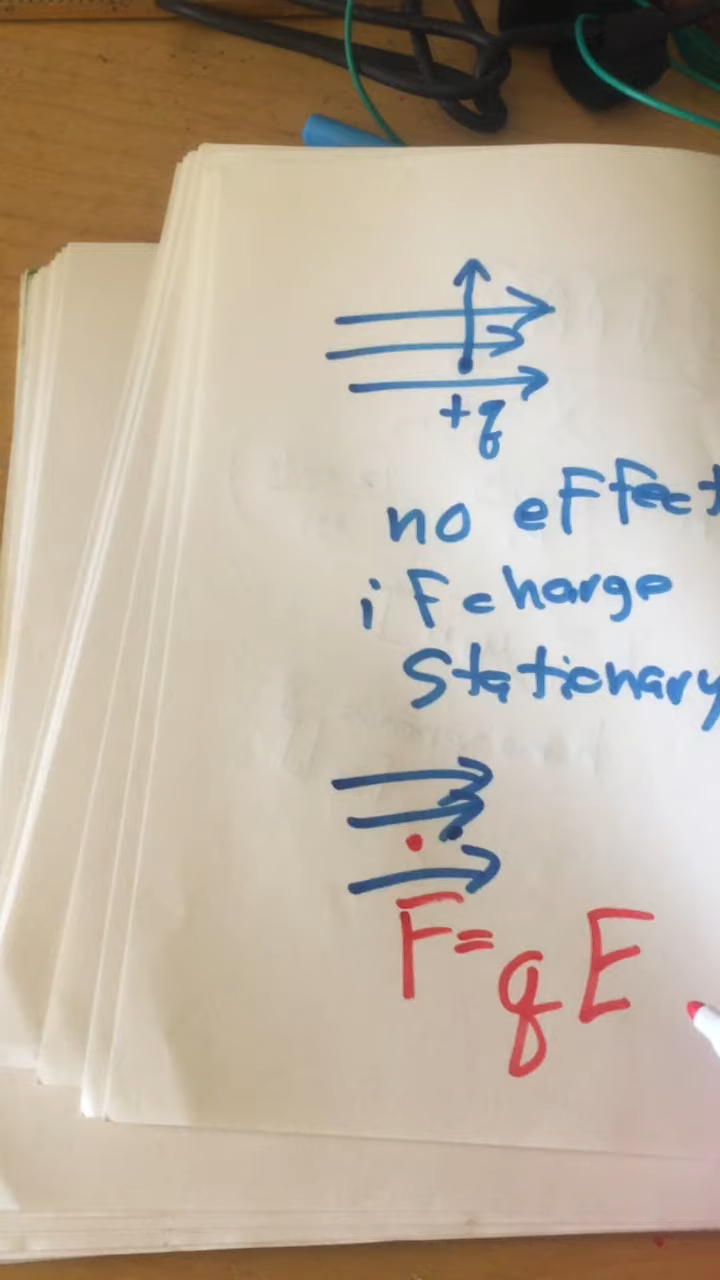 +q
no effect
if charge
stationary
F = qE